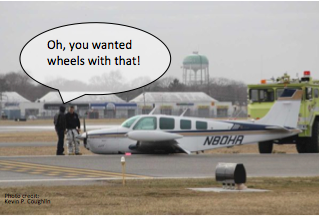 Oh, you wanted
wheels with that!
N80HR
Photo credit:
Kevin P. Coughlin